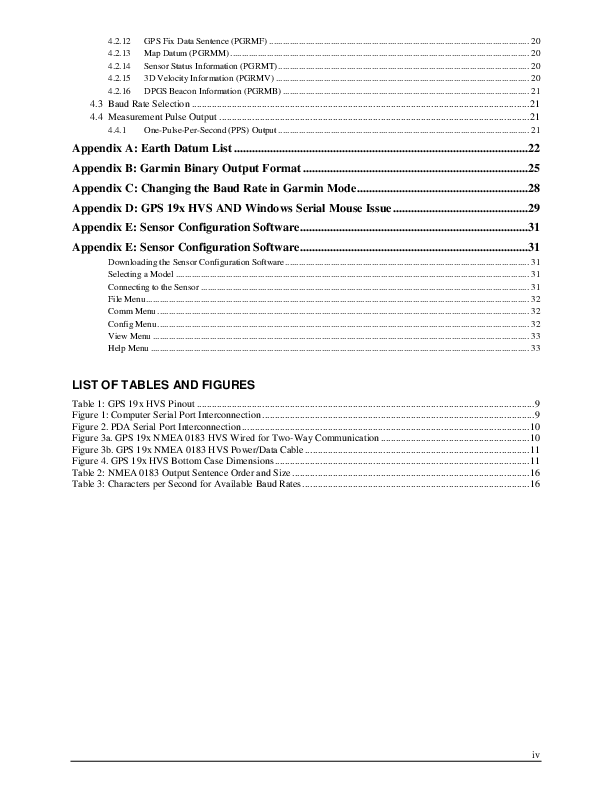 4.2.12 GPS Fix Data Sentence (PGRMF) ........ 20
4.2.13 Map Datum (PGRMM) ........ 20
4.2.14 Sensor Status Information (PGRMT) ........ 20
4.2.15 3D Velocity Information (PGRMV) ........ 20
4.2.16 DPGS Beacon Information (PGRMB) ........ 21
4.3 Baud Rate Selection ........ 21
4.4 Measurement Pulse Output ........ 21
4.4.1 One-Pulse-Per-Second (PPS) Output ........ 21
Appendix A: Earth Datum List ........ 22
Appendix B: Garmin Binary Output Format ........ 25
Appendix C: Changing the Baud Rate in Garmin Mode ........ 28
Appendix D: GPS 19x HVS AND Windows Serial Mouse Issue ........ 29
Appendix E: Sensor Configuration Software ........ 31
Appendix E: Sensor Configuration Software ........ 31
Downloading the Sensor Configuration Software ........ 31
Selecting a Model ........ 31
Connecting to the Sensor ........ 31
File Menu ........ 32
Comm Menu ........ 32
Config Menu ........ 32
View Menu ........ 33
Help Menu ........ 33
LIST OF TABLES AND FIGURES
Table 1: GPS 19x HVS Pinout ........ 9
Figure 1: Computer Serial Port Interconnection ........ 9
Figure 2. PDA Serial Port Interconnection ........ 10
Figure 3a. GPS 19x NMEA 0183 HVS Wired for Two-Way Communication ........ 10
Figure 3b. GPS 19x NMEA 0183 HVS Power/Data Cable ........ 11
Figure 4. GPS 19x HVS Bottom Case Dimensions ........ 11
Table 2: NMEA 0183 Output Sentence Order and Size ........ 16
Table 3: Characters per Second for Available Baud Rates ........ 16
iv